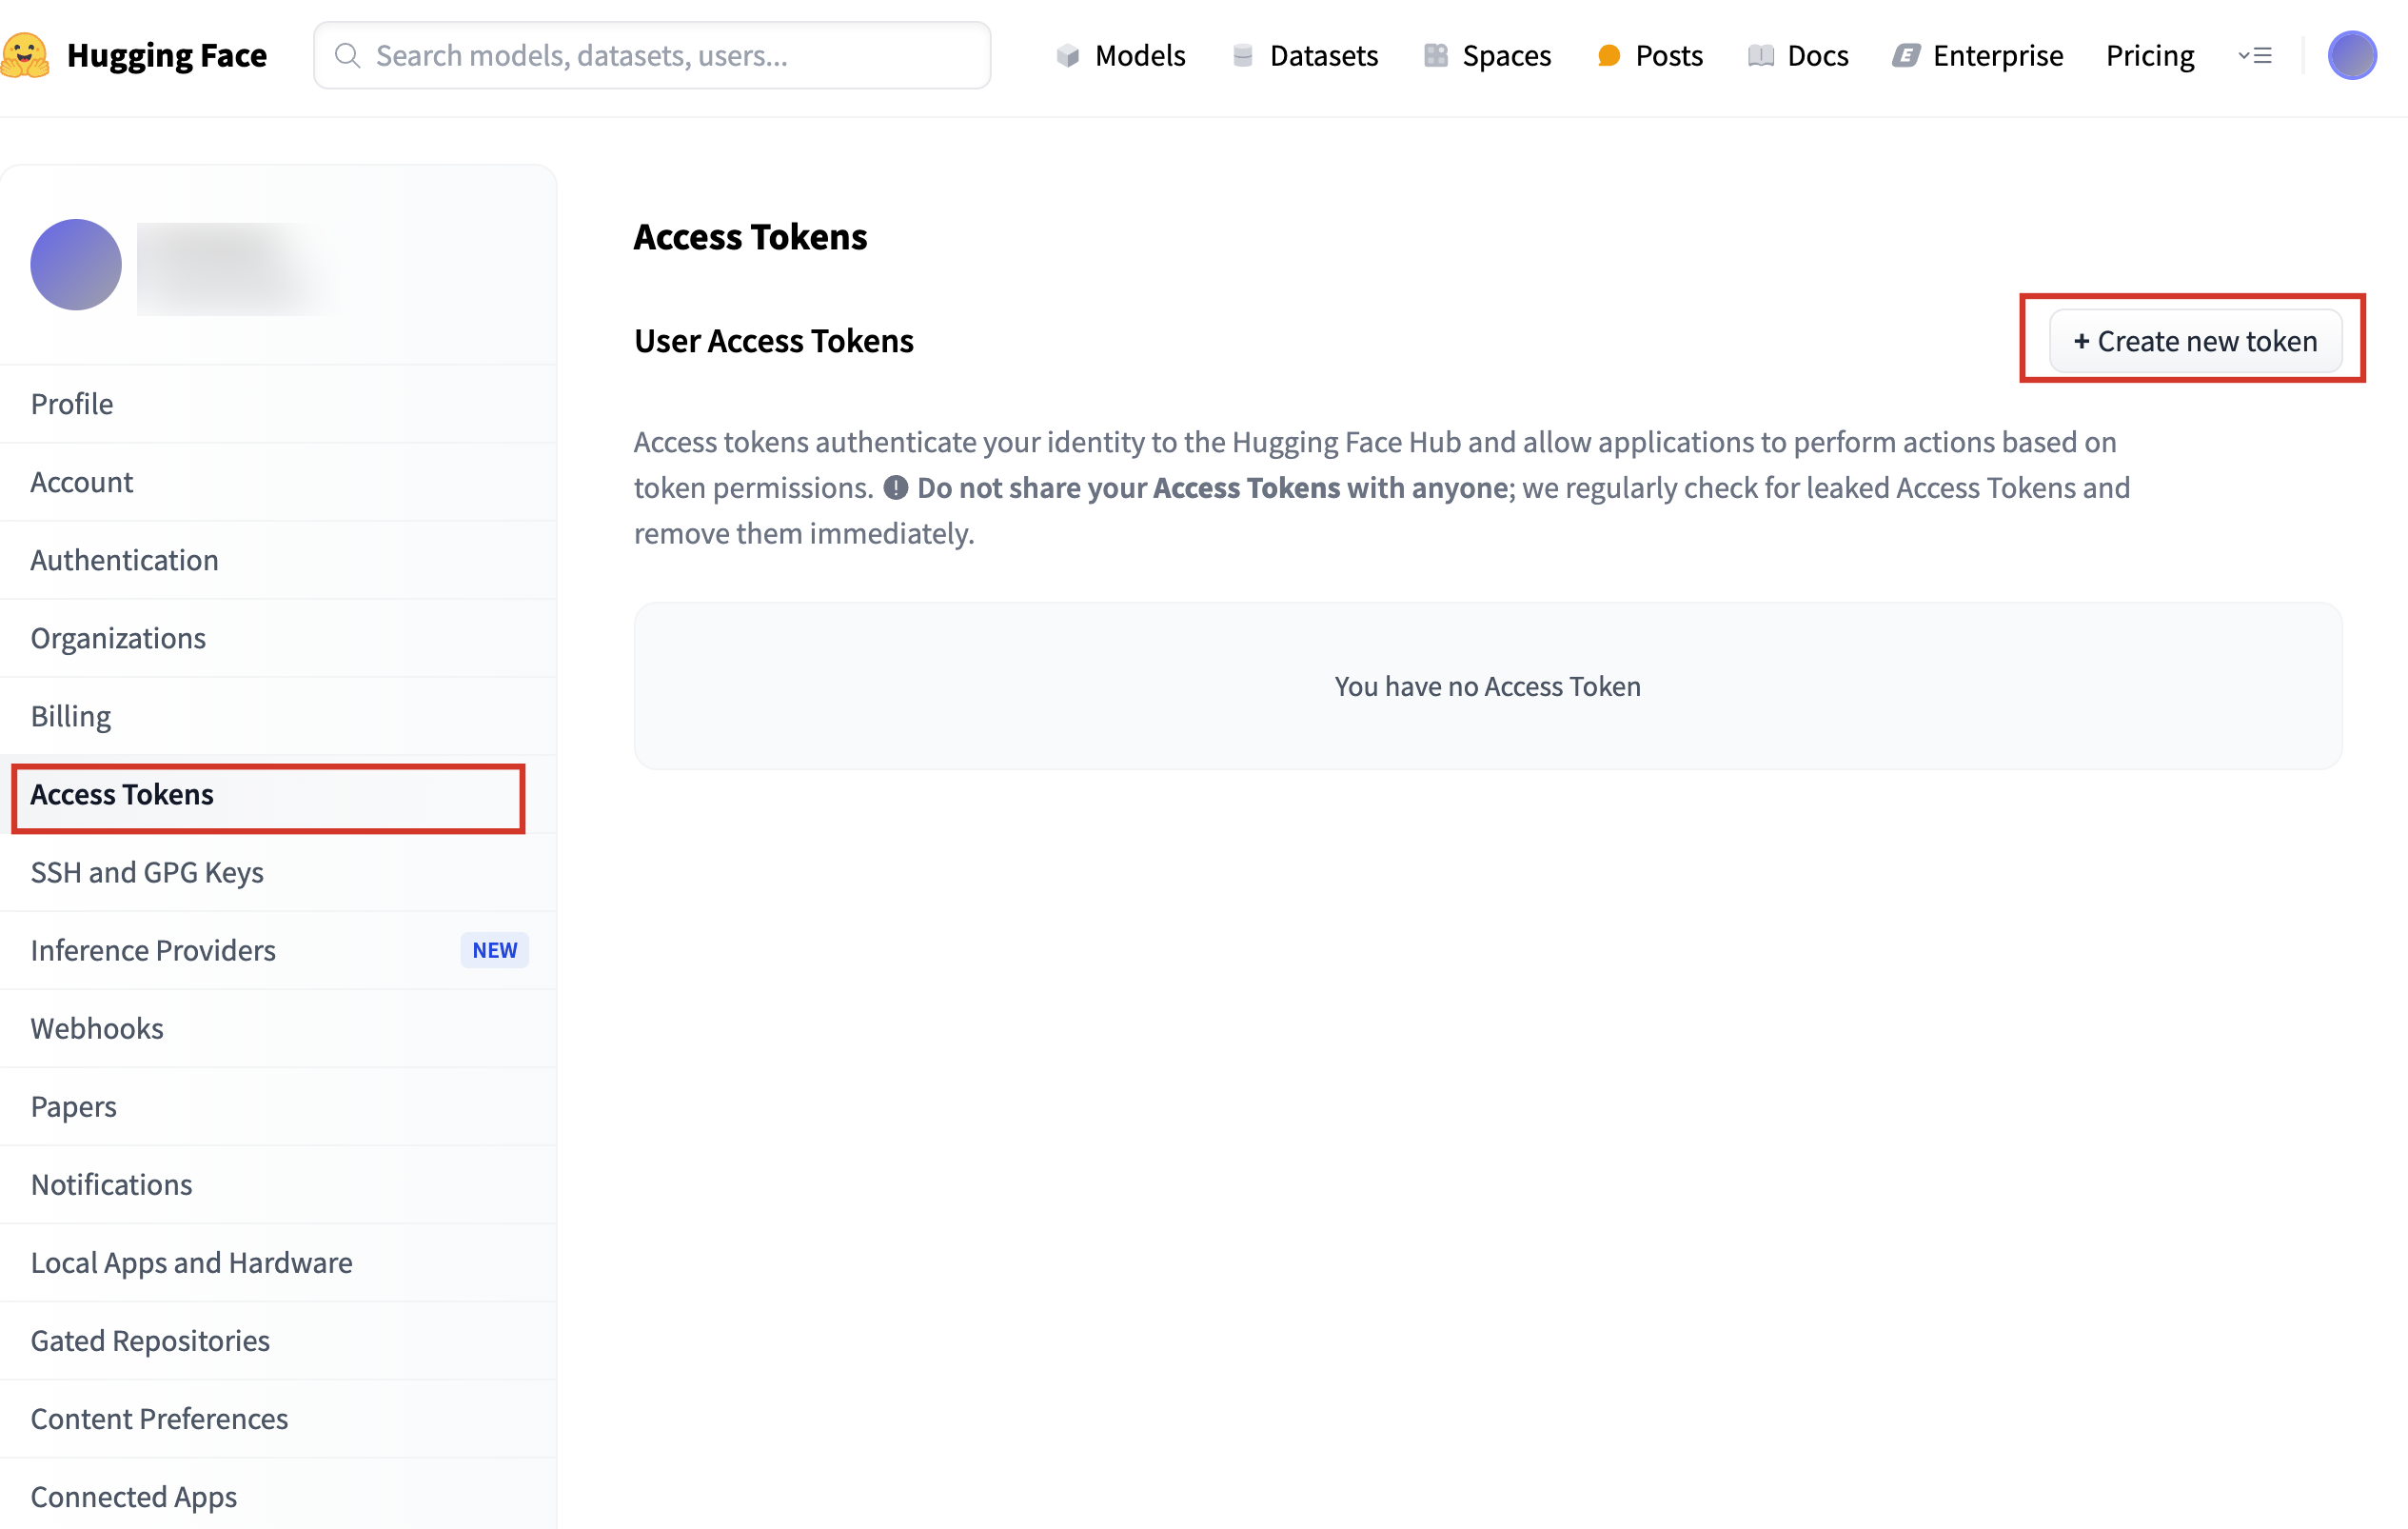 Hugging Face
Search models, datasets, users...
Models
Datasets
Spaces
Posts
Docs
Enterprise
Pricing
Profile
Account
Authentication
Organizations
Billing
Access Tokens
SSH and GPG Keys
Inference Providers NEW
Webhooks
Papers
Notifications
Local Apps and Hardware
Gated Repositories
Content Preferences
Connected Apps
Access Tokens
User Access Tokens
+ Create new token
Access tokens authenticate your identity to the Hugging Face Hub and allow applications to perform actions based on
token permissions. Do not share your Access Tokens with anyone; we regularly check for leaked Access Tokens and
remove them immediately.
You have no Access Token